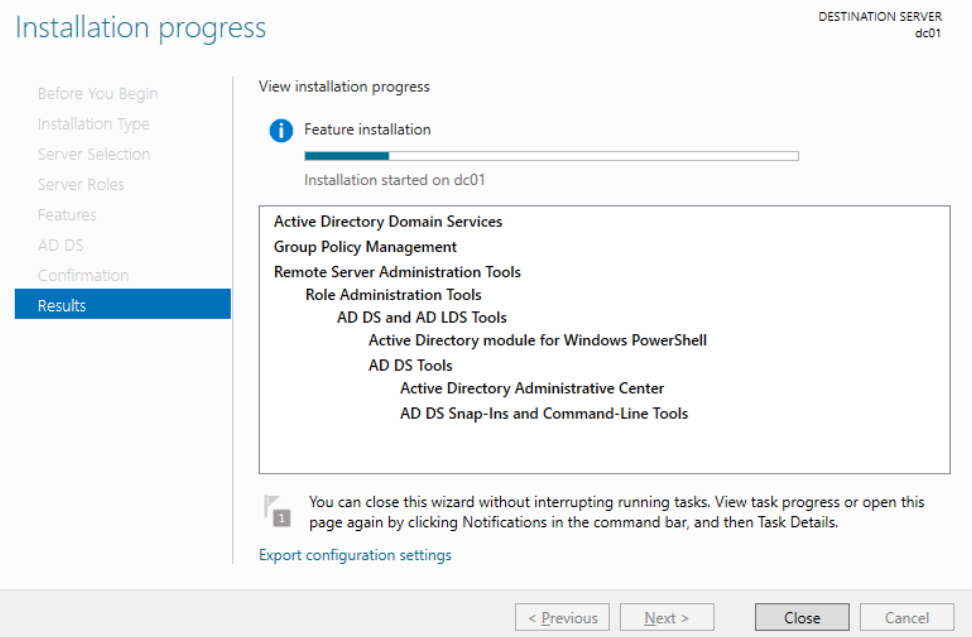 Installation progress
DESTINATION SERVER
dc01
Before You Begin
Installation Type
Server Selection
Server Roles
Features
AD DS
Confirmation
Results
View installation progress
Feature installation
Installation started on dc01
Active Directory Domain Services
Group Policy Management
Remote Server Administration Tools
Role Administration Tools
AD DS and AD LDS Tools
Active Directory module for Windows PowerShell
AD DS Tools
Active Directory Administrative Center
AD DS Snap-Ins and Command-Line Tools
1
You can close this wizard without interrupting running tasks. View task progress or open this
page again by clicking Notifications in the command bar, and then Task Details.
Export configuration settings
< Previous
Next >
Close
Cancel